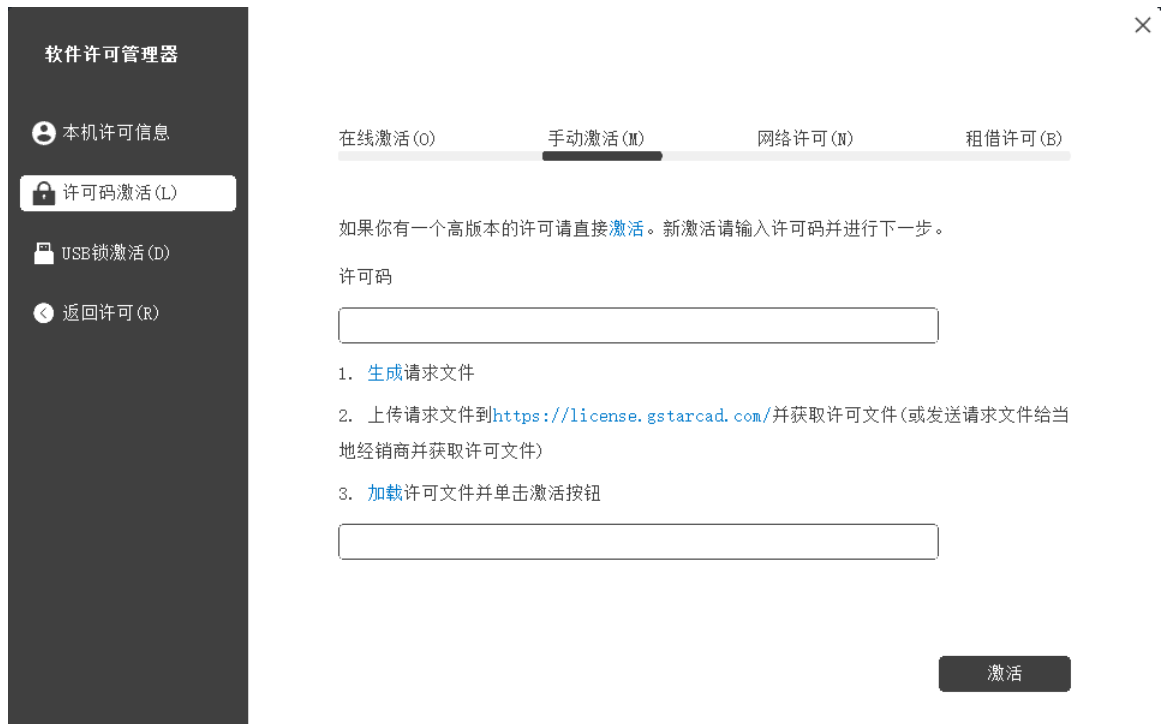 软件许可管理器
本机许可信息
许可码激活(L)
USB锁激活(D)
返回许可(R)
在线激活(O)
手动激活(M)
网络许可(N)
租借许可(B)
如果你有一个高版本的许可请直接激活。新激活请输入许可码并进行下一步。
许可码
1. 生成请求文件
2. 上传请求文件到https://license.gstarcad.com/并获取许可文件(或发送请求文件给当
地经销商并获取许可文件)
3. 加载许可文件并单击激活按钮
激活